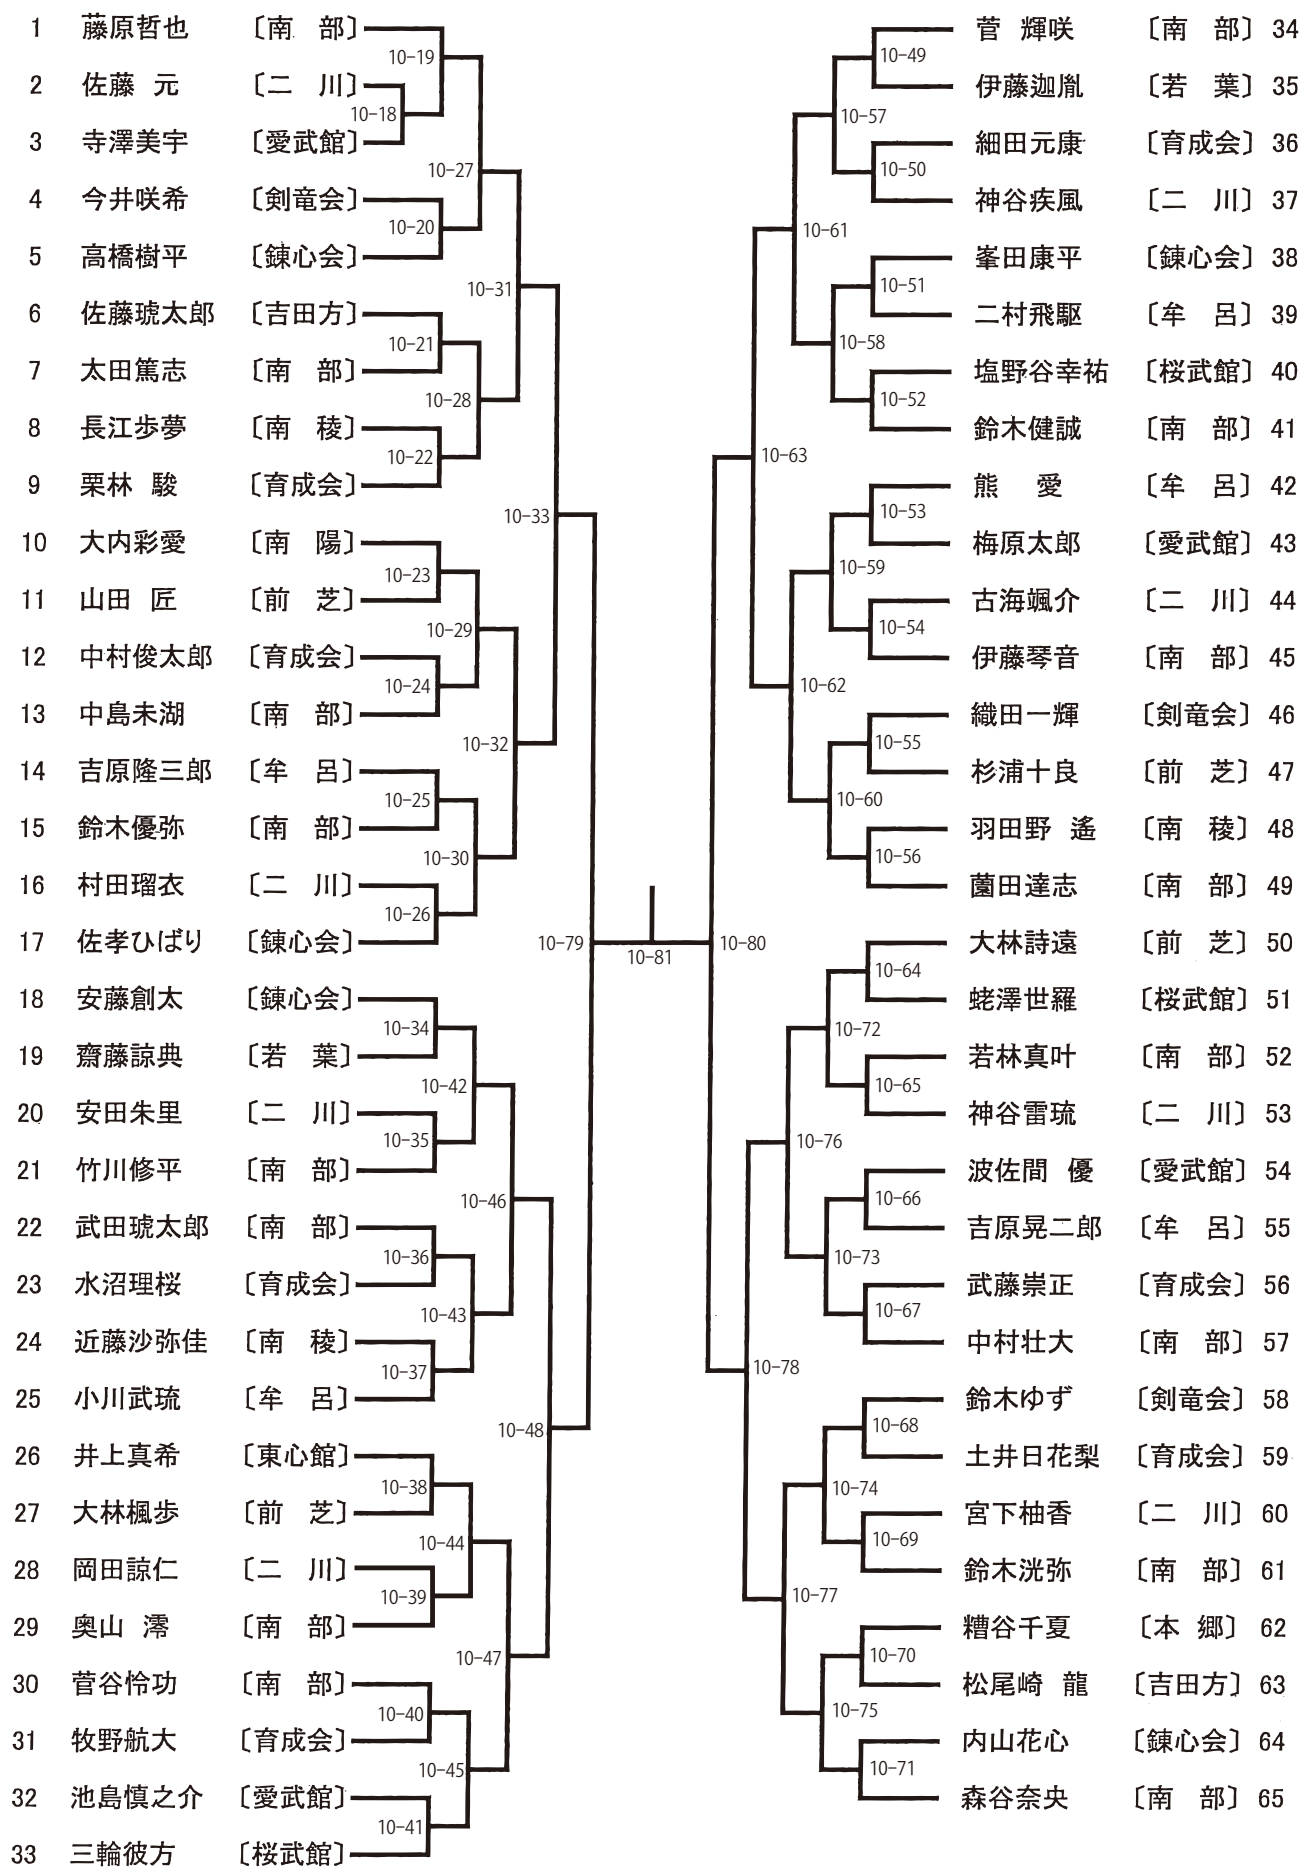 1 藤原哲也 〔南 部〕
2 佐藤 元 〔二 川〕
3 寺澤美宇 〔愛武館〕
4 今井咲希 〔剣竜会〕
5 高橋樹平 〔錬心会〕
6 佐藤琥太郎 〔吉田方〕
7 太田篤志 〔南 部〕
8 長江歩夢 〔南 稜〕
9 栗林 駿 〔育成会〕
10 大内彩愛 〔南 陽〕
11 山田 匠 〔前 芝〕
12 中村俊太郎 〔育成会〕
13 中島未湖 〔南 部〕
14 吉原隆三郎 〔牟 呂〕
15 鈴木優弥 〔南 部〕
16 村田瑠衣 〔二 川〕
17 佐孝ひばり 〔錬心会〕
18 安藤創太 〔錬心会〕
19 齋藤諒典 〔若 葉〕
20 安田朱里 〔二 川〕
21 竹川修平 〔南 部〕
22 武田琥太郎 〔南 部〕
23 水沼理桜 〔育成会〕
24 近藤沙弥佳 〔南 稜〕
25 小川武琉 〔牟 呂〕
26 井上真希 〔東心館〕
27 大林楓歩 〔前 芝〕
28 岡田諒仁 〔二 川〕
29 奥山 澪 〔南 部〕
30 菅谷怜功 〔南 部〕
31 牧野航大 〔育成会〕
32 池島慎之介 〔愛武館〕
33 三輪彼方 〔桜武館〕
10-18
10-19
10-20
10-21
10-22
10-23
10-24
10-25
10-26
10-27
10-28
10-29
10-30
10-31
10-32
10-33
10-34
10-35
10-36
10-37
10-38
10-39
10-40
10-41
10-42
10-43
10-44
10-45
10-46
10-47
10-48
10-79
10-81
10-80
10-49
10-50
10-51
10-52
10-53
10-54
10-55
10-56
10-57
10-58
10-59
10-60
10-61
10-62
10-63
10-64
10-65
10-66
10-67
10-68
10-69
10-70
10-71
10-72
10-73
10-74
10-75
10-76
10-77
10-78
菅 輝咲 〔南 部〕 34
伊藤迦胤 〔若 葉〕 35
細田元康 〔育成会〕 36
神谷疾風 〔二 川〕 37
峯田康平 〔錬心会〕 38
二村飛駆 〔牟 呂〕 39
塩野谷幸祐 〔桜武館〕 40
鈴木健誠 〔南 部〕 41
熊 愛 〔牟 呂〕 42
梅原太郎 〔愛武館〕 43
古海颯介 〔二 川〕 44
伊藤琴音 〔南 部〕 45
織田一輝 〔剣竜会〕 46
杉浦十良 〔前 芝〕 47
羽田野 遙 〔南 稜〕 48
薗田達志 〔南 部〕 49
大林詩遠 〔前 芝〕 50
蛯澤世羅 〔桜武館〕 51
若林真叶 〔南 部〕 52
神谷雷琉 〔二 川〕 53
波佐間 優 〔愛武館〕 54
吉原晃二郎 〔牟 呂〕 55
武藤崇正 〔育成会〕 56
中村壮大 〔南 部〕 57
鈴木ゆず 〔剣竜会〕 58
土井日花梨 〔育成会〕 59
宮下柚香 〔二 川〕 60
鈴木洸弥 〔南 部〕 61
糟谷千夏 〔本 郷〕 62
松尾崎 龍 〔吉田方〕 63
内山花心 〔錬心会〕 64
森谷奈央 〔南 部〕 65